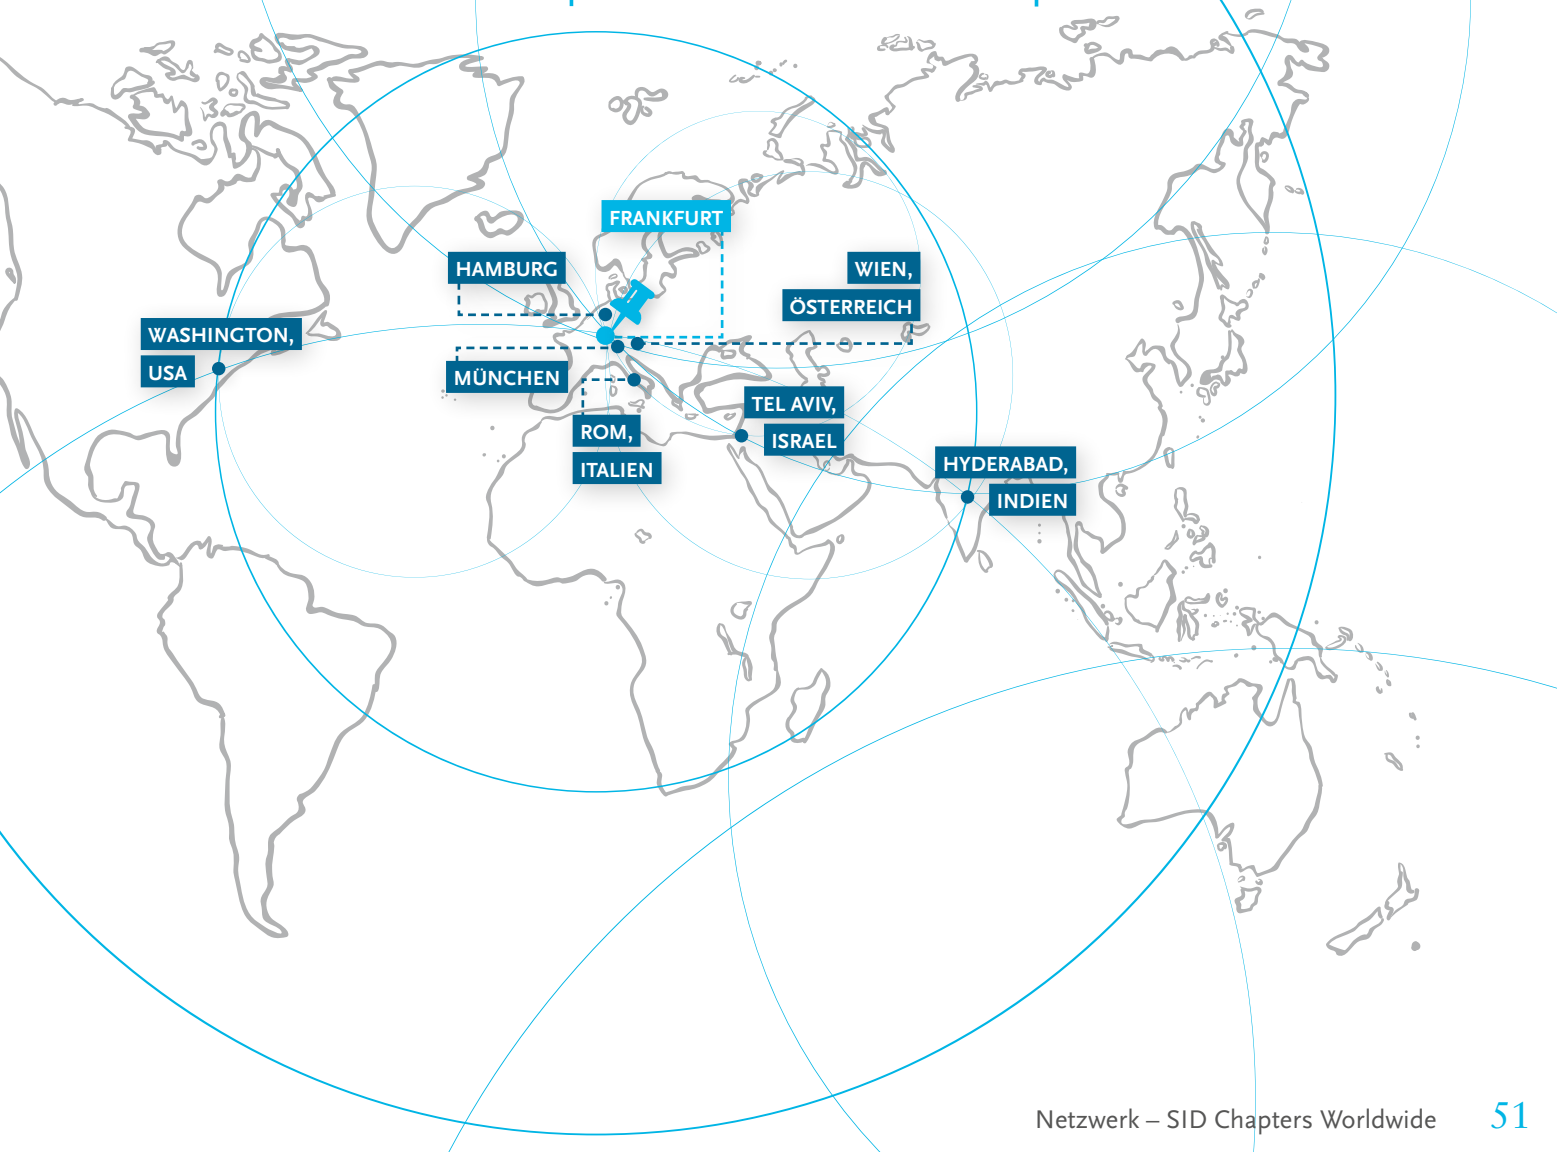 FRANKFURT
HAMBURG
WIEN,
ÖSTERREICH
WASHINGTON,
USA
MÜNCHEN
TEL AVIV,
ISRAEL
ROM,
ITALIEN
HYDERABAD,
INDIEN
Netzwerk – SID Chapters Worldwide 51